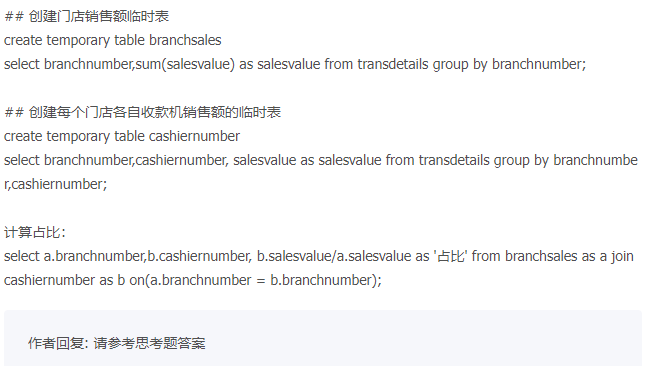 ## 创建门店销售额临时表
create temporary table branchsales
select branchnumber,sum(salesvalue) as salesvalue from transdetails group by branchnumber;
## 创建每个门店各自收款机销售额的临时表
create temporary table cashiernumber
select branchnumber,cashiernumber, salesvalue as salesvalue from transdetails group by branchnumbe
r,cashiernumber;
计算占比:
select a.branchnumber,b.cashiernumber, b.salesvalue/a.salesvalue as '占比' from branchsales as a join
cashiernumber as b on(a.branchnumber = b.branchnumber);
作者回复: 请参考思考题答案